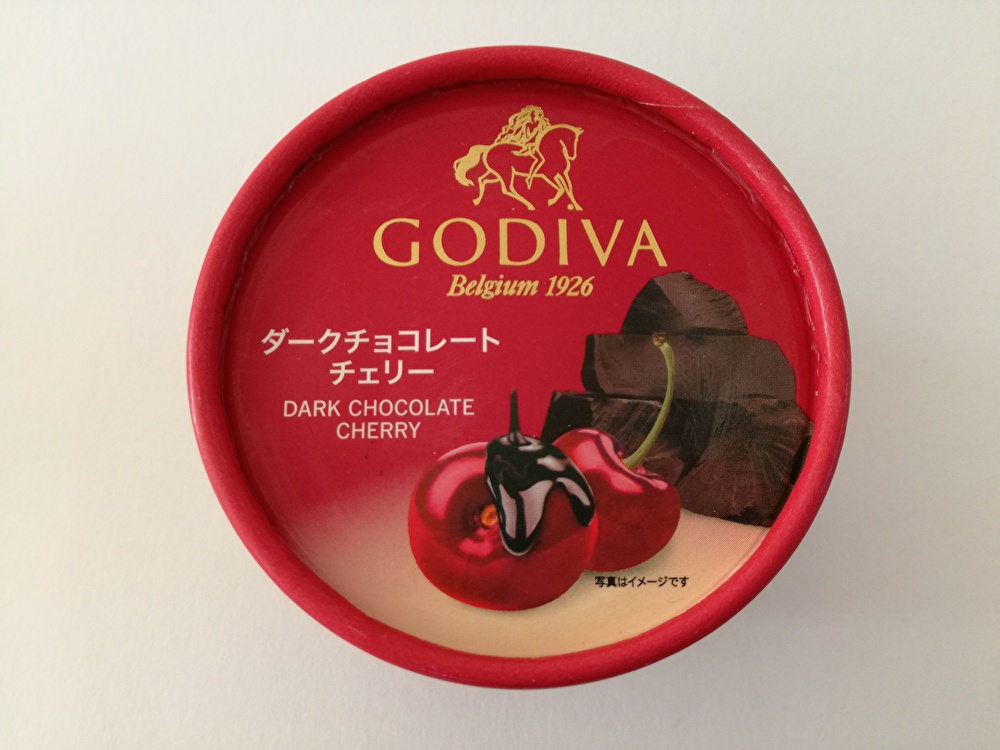 GODIVA
Belgium 1926
ダークチョコレート
チェリー
DARK CHOCOLATE
CHERRY
写真はイメージです